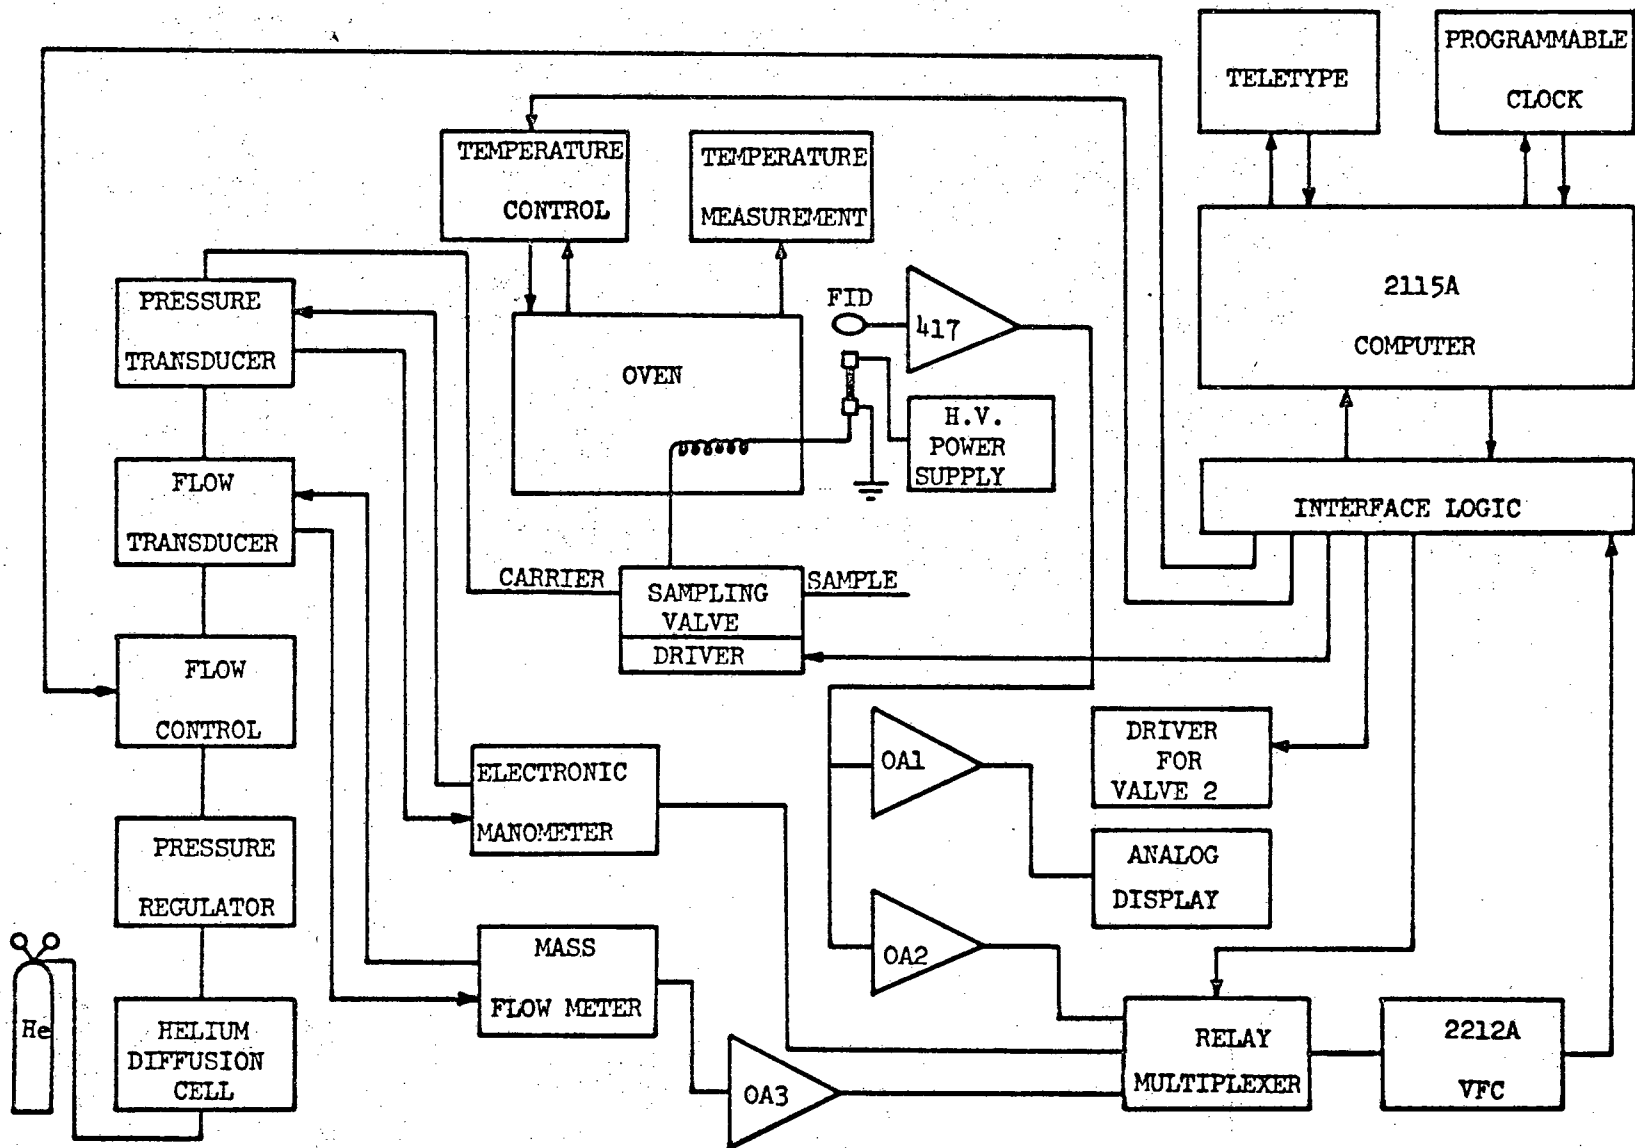 TELETYPE
PROGRAMMABLE
CLOCK
TEMPERATURE
CONTROL
TEMPERATURE
MEASUREMENT
2115A
COMPUTER
PRESSURE
TRANSDUCER
FID
417
OVEN
H.V.
POWER
SUPPLY
FLOW
TRANSDUCER
INTERFACE LOGIC
CARRIER
SAMPLING
VALVE
DRIVER
SAMPLE
FLOW
CONTROL
ELECTRONIC
MANOMETER
OA1
DRIVER
FOR
VALVE 2
PRESSURE
REGULATOR
ANALOG
DISPLAY
MASS
FLOW METER
OA2
He
HELIUM
DIFFUSION
CELL
OA3
RELAY
MULTIPLEXER
2212A
VFC